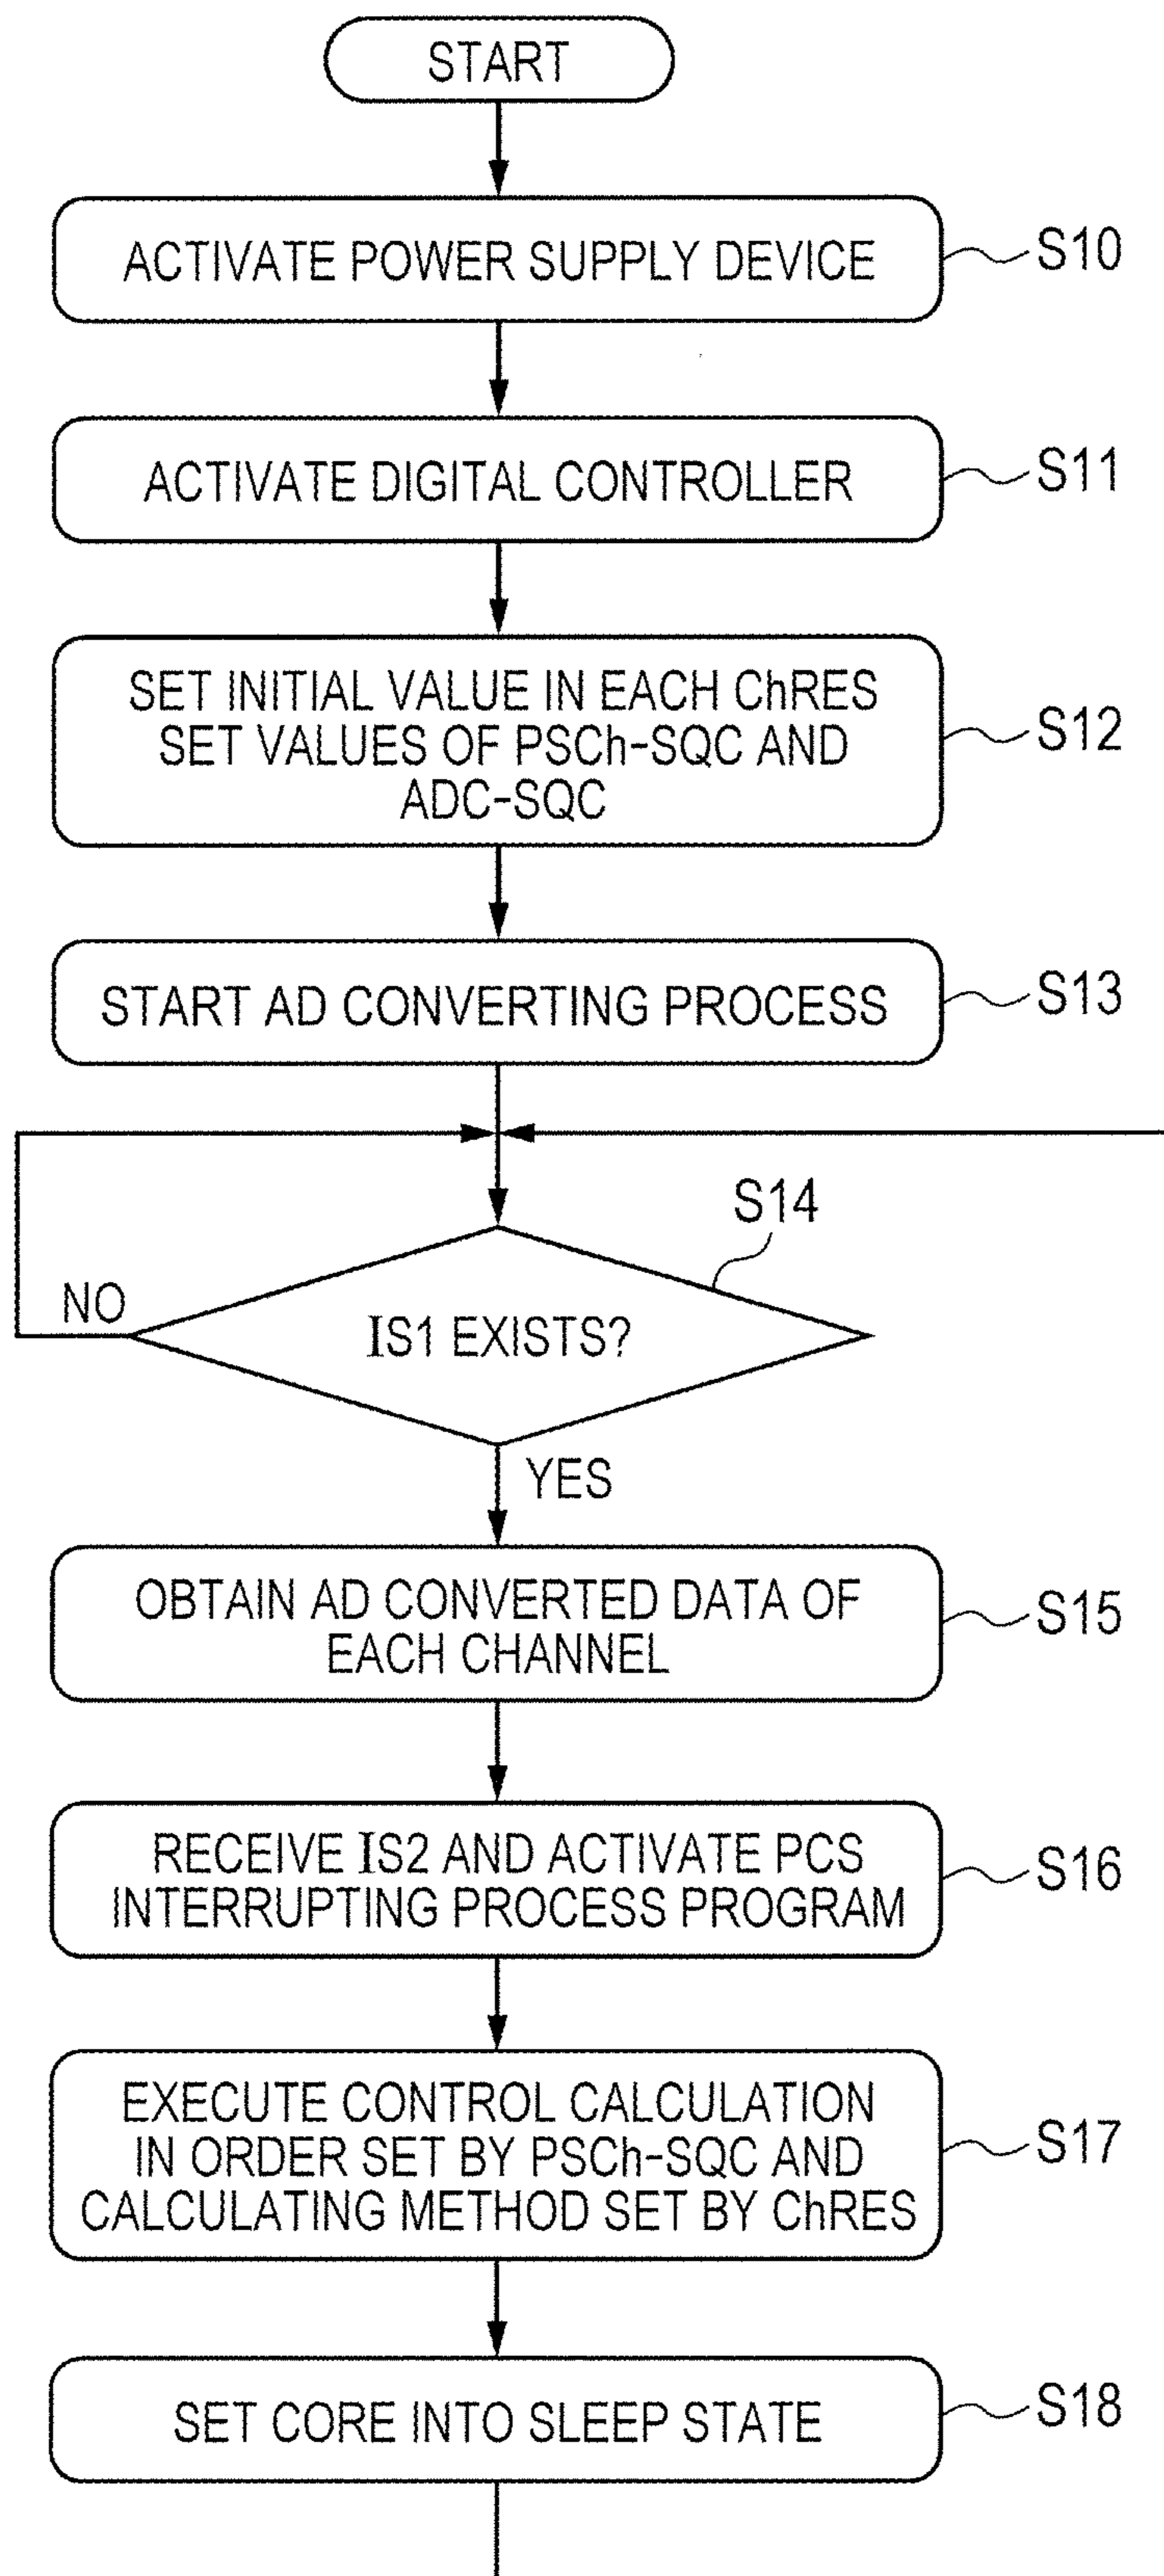 START
ACTIVATE POWER SUPPLY DEVICE
S10
ACTIVATE DIGITAL CONTROLLER
S11
SET INITIAL VALUE IN EACH ChRES
SET VALUES OF PSCh-SQC AND
ADC-SQC
S12
START AD CONVERTING PROCESS
S13
S14
NO
IS1 EXISTS?
YES
OBTAIN AD CONVERTED DATA OF
EACH CHANNEL
S15
RECEIVE IS2 AND ACTIVATE PCS
INTERRUPTING PROCESS PROGRAM
S16
EXECUTE CONTROL CALCULATION
IN ORDER SET BY PSCh-SQC AND
CALCULATING METHOD SET BY ChRES
S17
SET CORE INTO SLEEP STATE
S18